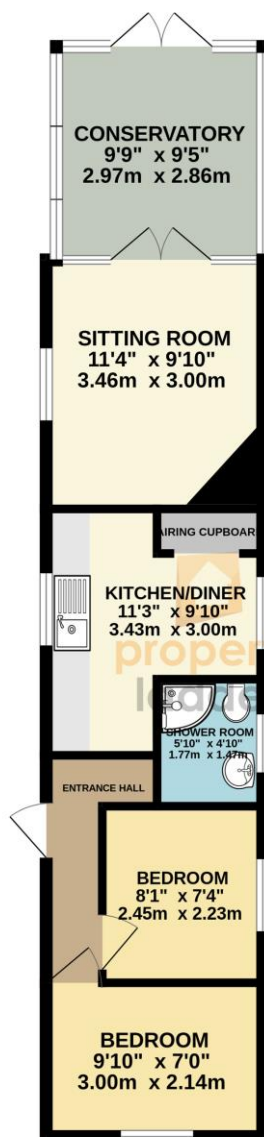 CONSERVATORY
9'9" x 9'5"
2.97m x 2.86m
SITTING ROOM
11'4" x 9'10"
3.46m x 3.00m
AIRING CUPBOARD
KITCHEN/DINER
11'3" x 9'10"
3.43m x 3.00m
proper
SHOWER ROOM
5'10" x 4'10"
1.77m x 1.47m
ENTRANCE HALL
BEDROOM
8'1" x 7'4"
2.45m x 2.23m
BEDROOM
9'10" x 7'0"
3.00m x 2.14m